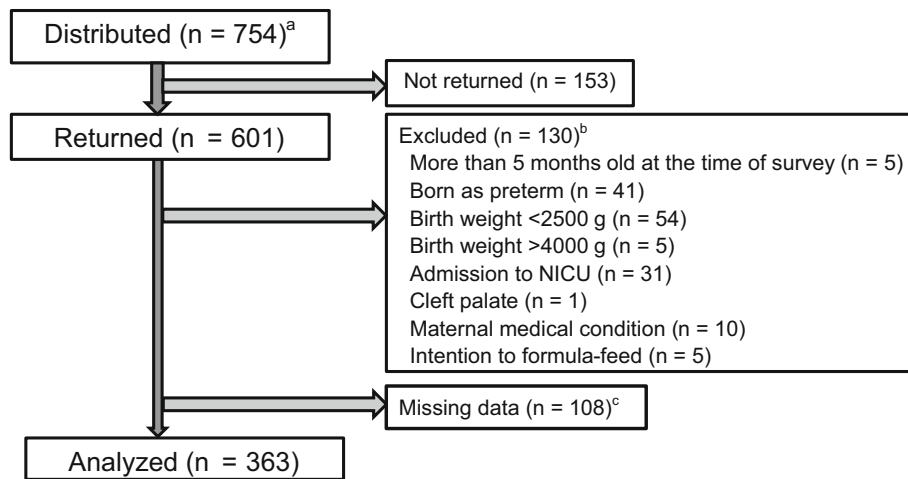 Distributed (n = 754)a
Not returned (n = 153)
Returned (n = 601)
Excluded (n = 130)b
More than 5 months old at the time of survey (n = 5)
Born as preterm (n = 41)
Birth weight <2500 g (n = 54)
Birth weight >4000 g (n = 5)
Admission to NICU (n = 31)
Cleft palate (n = 1)
Maternal medical condition (n = 10)
Intention to formula-feed (n = 5)
Missing data (n = 108)c
Analyzed (n = 363)